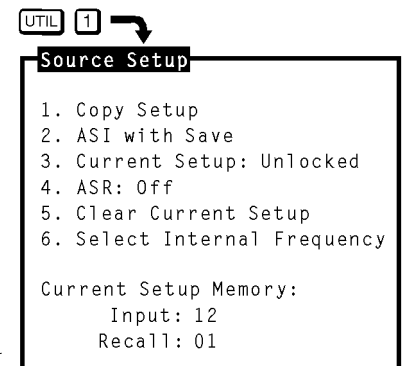 UTIL 1
Source Setup
1. Copy Setup
2. ASI with Save
3. Current Setup: Unlocked
4. ASR: Off
5. Clear Current Setup
6. Select Internal Frequency
Current Setup Memory:
Input: 12
Recall: 01